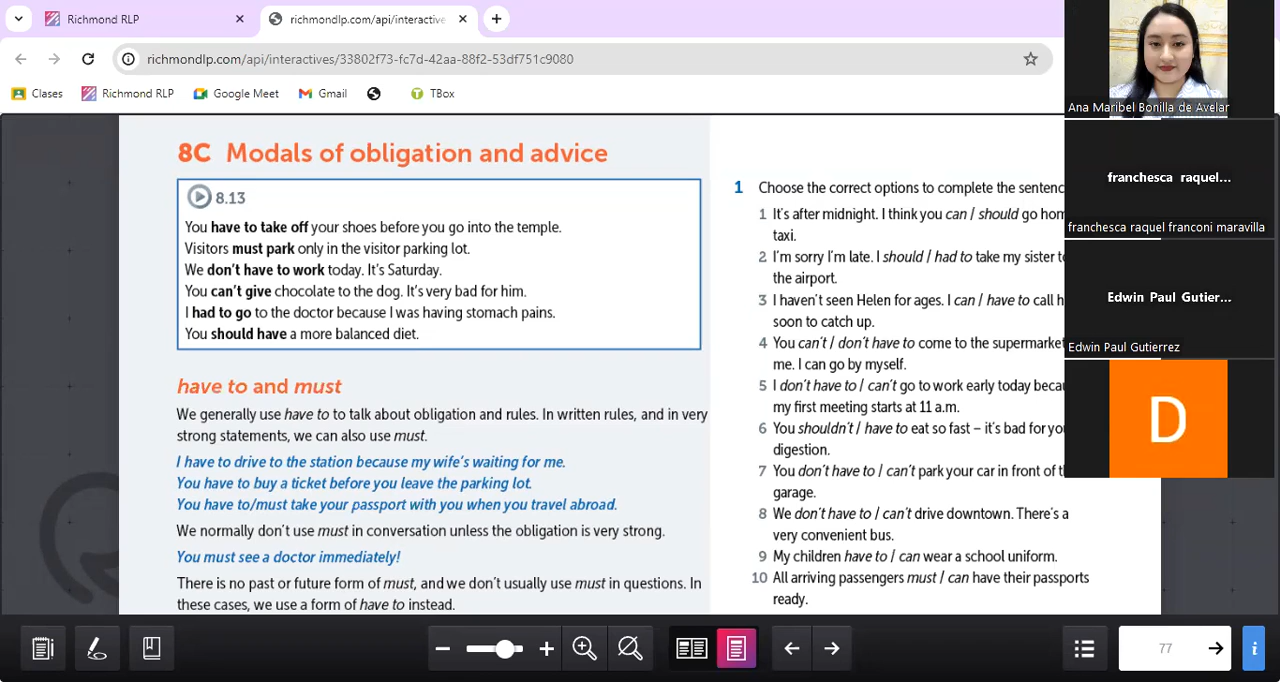 Richmond RLP
richmondlp.com/api/interactive
richmondlp.com/api/interactives/33802f73-fc7d-42aa-88f2-53df751c9080
Clases
Richmond RLP
Google Meet
Gmail
TBox
8C Modals of obligation and advice
8.13
You have to take off your shoes before you go into the temple.
Visitors must park only in the visitor parking lot.
We don't have to work today. It's Saturday.
You can't give chocolate to the dog. It's very bad for him.
I had to go to the doctor because I was having stomach pains.
You should have a more balanced diet.
have to and must
We generally use have to to talk about obligation and rules. In written rules, and in very
strong statements, we can also use must.
I have to drive to the station because my wife's waiting for me.
You have to buy a ticket before you leave the parking lot.
You have to/must take your passport with you when you travel abroad.
We normally don't use must in conversation unless the obligation is very strong.
You must see a doctor immediately!
There is no past or future form of must, and we don't usually use must in questions. In
these cases, we use a form of have to instead.
1 Choose the correct options to complete the sentenc
1 It's after midnight. I think you can / should go hom
taxi.
2 I'm sorry I'm late. I should / had to take my sister t
the airport.
3 I haven't seen Helen for ages. I can / have to call h
soon to catch up.
4 You can't / don't have to come to the supermarket
me. I can go by myself.
5 I don't have to / can't go to work early today becau
my first meeting starts at 11 a.m.
6 You shouldn't / have to eat so fast – it's bad for you
digestion.
7 You don't have to / can't park your car in front of th
garage.
8 We don't have to / can't drive downtown. There's a
very convenient bus.
9 My children have to / can wear a school uniform.
10 All arriving passengers must / can have their passports
ready.
Ana Maribel Bonilla de Avelar
franchesca raquel...
franchesca raquel franconi maravilla
Edwin Paul Gutier...
Edwin Paul Gutierrez
D
77
i